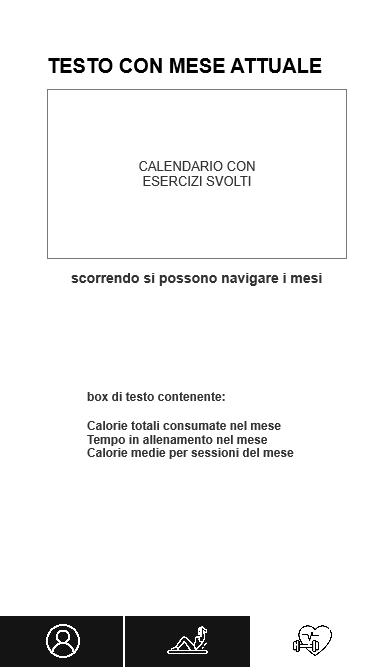 TESTO CON MESE ATTUALE
CALENDARIO CON
ESERCIZI SVOLTI
scorrendo si possono navigare i mesi
box di testo contenente:
Calorie totali consumate nel mese
Tempo in allenamento nel mese
Calorie medie per sessioni del mese